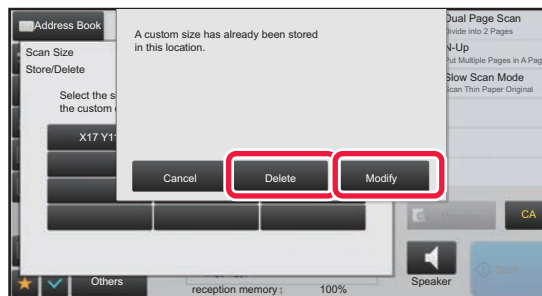 Address Book
Scan Size
Store/Delete
Select the s
the custom
X17 Y11
A custom size has already been stored
in this location.
Cancel
Delete
Modify
Dual Page Scan
Divide into 2 Pages
N-Up
Put Multiple Pages in A Pag
Slow Scan Mode
Scan Thin Paper Original
Preview
CA
Others
reception memory : 100%
Speaker
Start